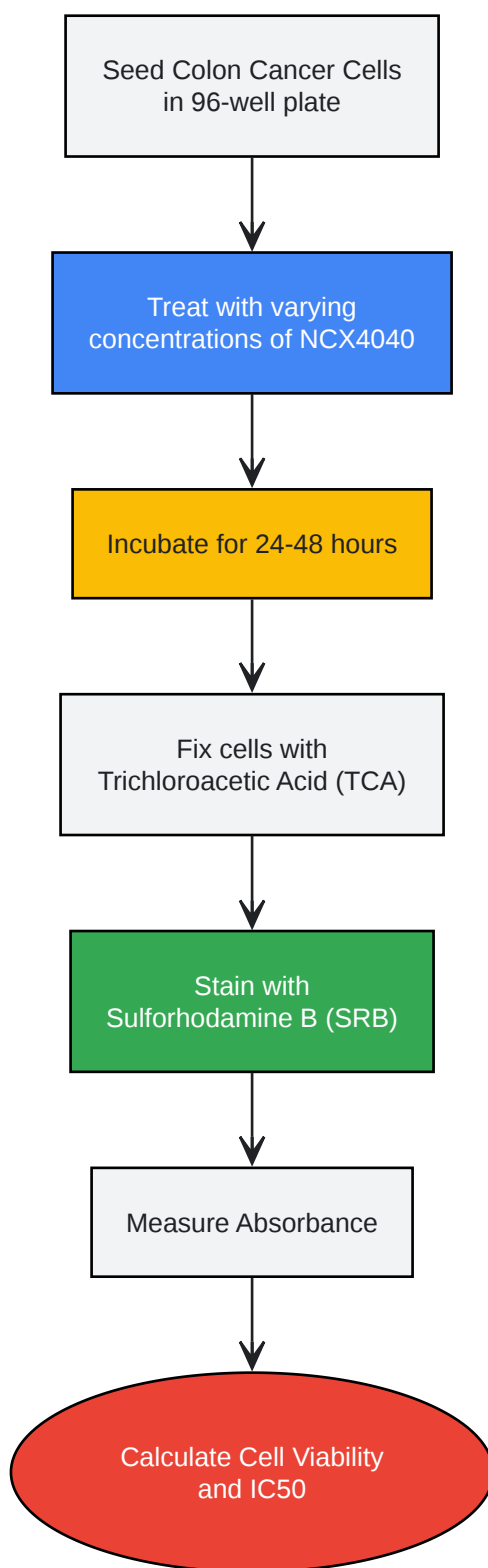 Seed Colon Cancer Cells
in 96-well plate
Treat with varying
concentrations of NCX4040
Incubate for 24-48 hours
Fix cells with
Trichloroacetic Acid (TCA)
Stain with
Sulforhodamine B (SRB)
Measure Absorbance
Calculate Cell Viability
and IC50